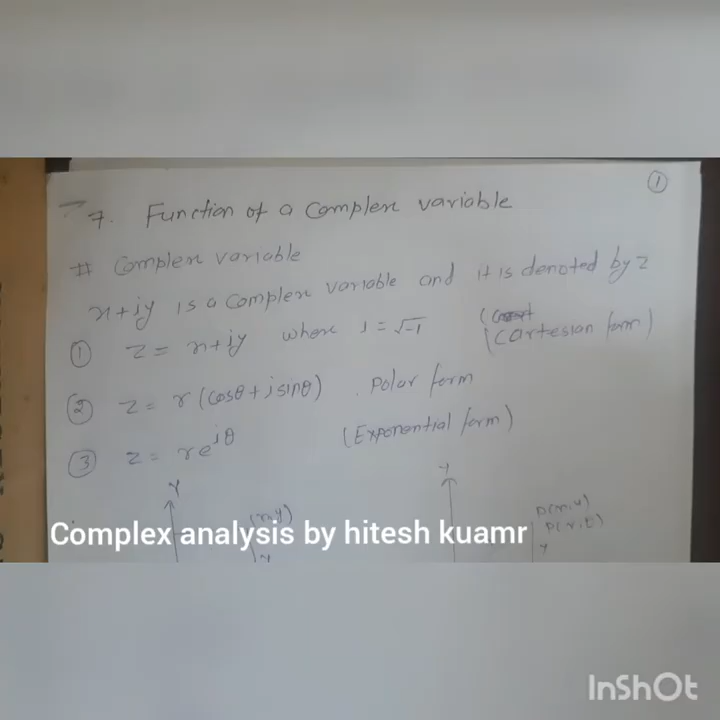 1
7. Function of a Complex variable
# Complex variable
x+iy is a complex variable and it is denoted by z
① z = x+iy where i = √-1 (Cartesian form)
② z = r(cosθ+isinθ) Polar form
③ z = re^iθ (Exponential form)
Y Y
(x,y) P(x,y)
P(r,θ)
Complex analysis by hitesh kuamr
InShOt